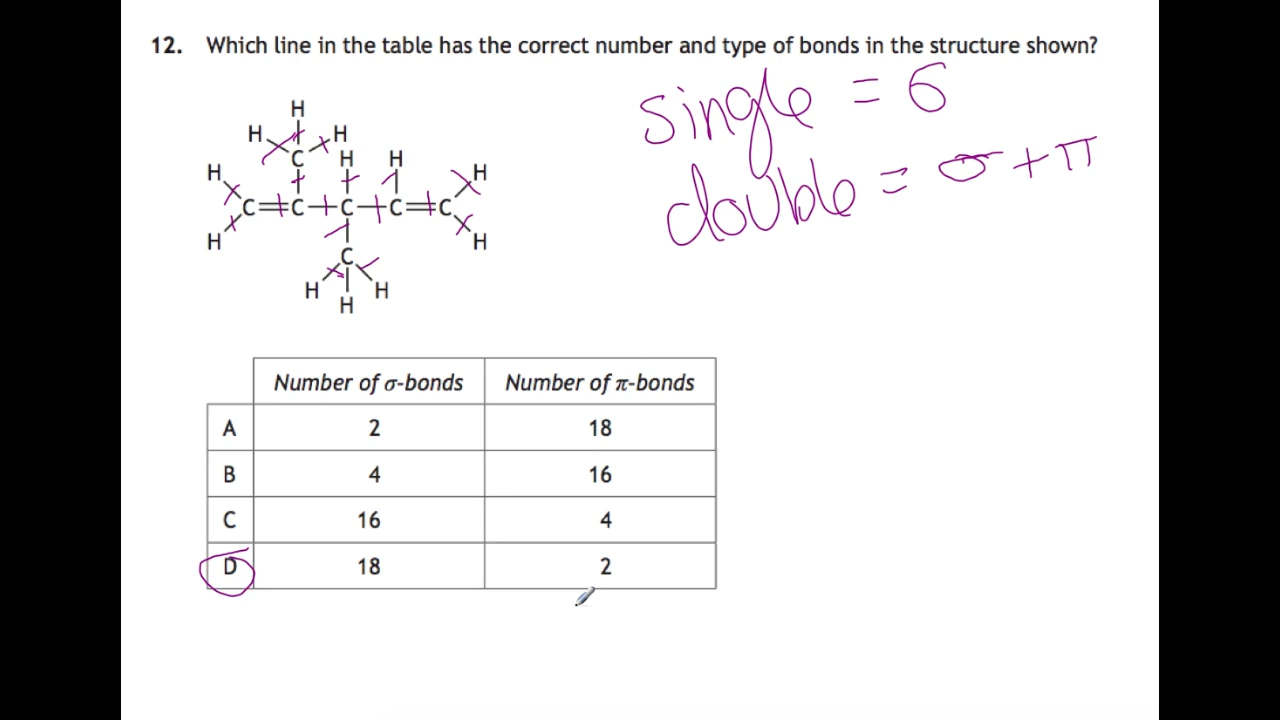 12. Which line in the table has the correct number and type of bonds in the structure shown?
single = 6
double = σ + π
H
H H
C H H
H H
C=C-C-C=C
H H
C
H H
H
Number of σ-bonds Number of π-bonds
A 2 18
B 4 16
C 16 4
D 18 2